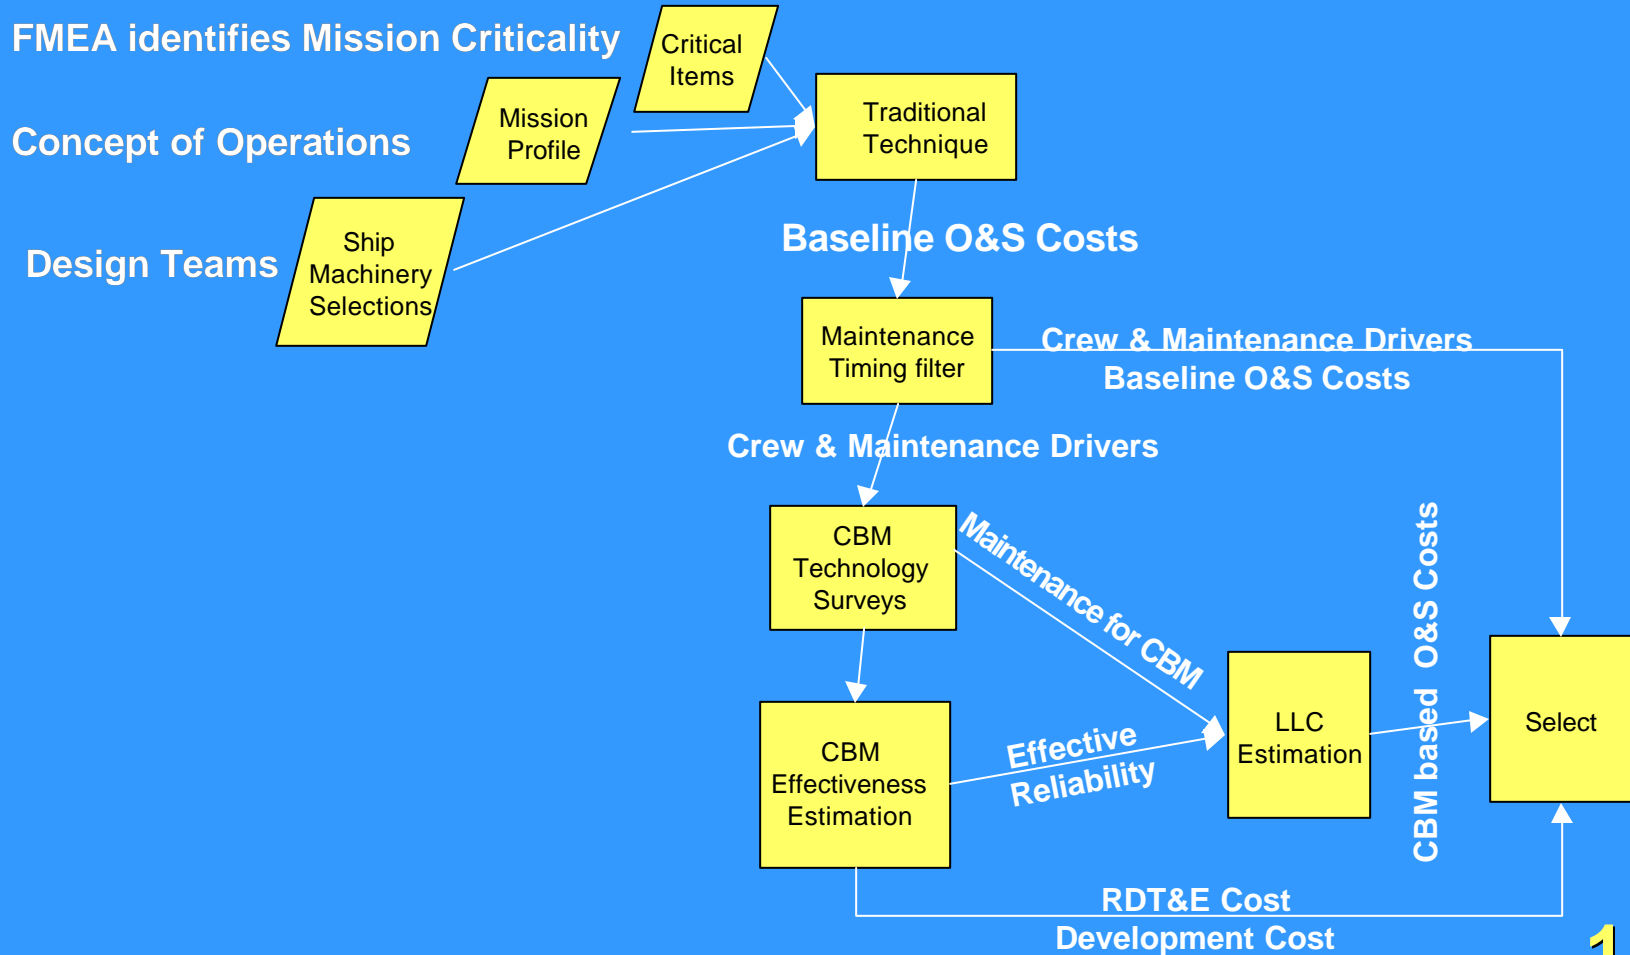 FMEA identifies Mission Criticality
Critical
Items
Mission
Profile
Traditional
Technique
Concept of Operations
Design Teams
Ship
Machinery
Selections
Baseline O&S Costs
Maintenance
Timing filter
Crew & Maintenance Drivers
Baseline O&S Costs
Crew & Maintenance Drivers
CBM
Technology
Surveys
Maintenance for CBM
CBM
Effectiveness
Estimation
Effective
Reliability
LLC
Estimation
CBM based O&S Costs
Select
RDT&E Cost
Development Cost
1